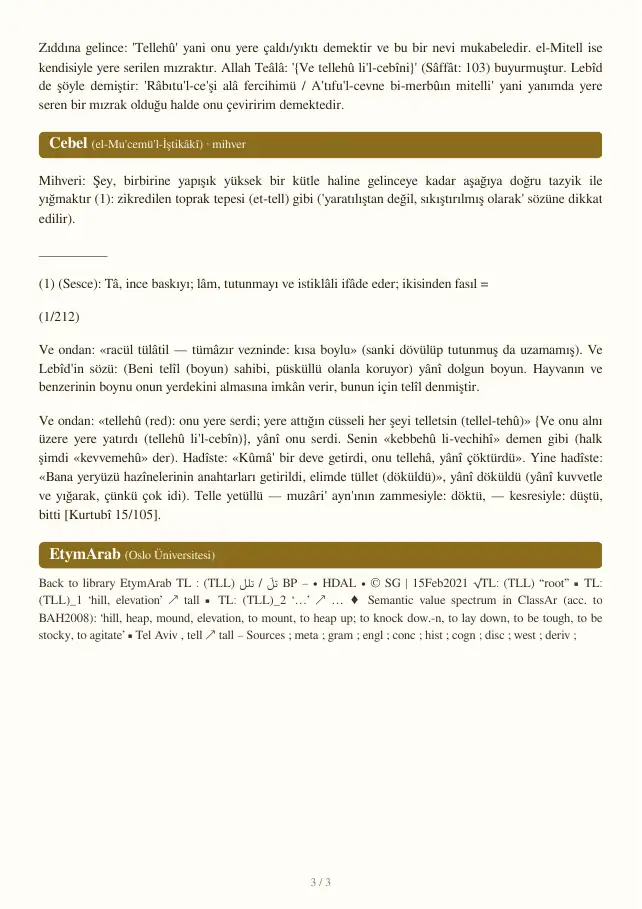 Zıddına gelince: 'Tellehû' yani onu yere çaldı/yıktı demektir ve bu bir nevi mukabeledir. el-Mitell ise
kendisiyle yere serilen mızraktır. Allah Teâlâ: '{Ve tellehû li'l-cebîni}' (Sâffât: 103) buyurmuştur. Lebîd
de şöyle demiştir: 'Râbıtu'l-ce'şi alâ fercihimü / A'tıfu'l-cevne bi-merbûın mitelli' yani yanımda yere
seren bir mızrak olduğu halde onu çeviririm demektedir.
Cebel (el-Mu'cemü'l-İştikâkî) · mihver
Mihveri: Şey, birbirine yapışık yüksek bir kütle haline gelinceye kadar aşağıya doğru tazyik ile
yığmaktır (1): zikredilen toprak tepesi (et-tell) gibi ('yaratılıştan değil, sıkıştırılmış olarak' sözüne dikkat
edilir).
___________
(1) (Sesce): Tâ, ince baskıyı; lâm, tutunmayı ve istiklâli ifâde eder; ikisinden fasıl =
(1/212)
Ve ondan: «racül tülâtil — tümâzır vezninde: kısa boylu» (sanki dövülüp tutunmuş da uzamamış). Ve
Lebîd'in sözü: (Beni telîl (boyun) sahibi, püsküllü olanla koruyor) yânî dolgun boyun. Hayvanın ve
benzerinin boynu onun yerdekini almasına imkân verir, bunun için telîl denmiştir.
Ve ondan: «tellehû (red): onu yere serdi; yere attığın cüsseli her şeyi telletsin (tellel-tehû)» {Ve onu alnı
üzere yere yatırdı (tellehû li'l-cebîn)}, yânî onu serdi. Senin «kebbehû li-vechihî» demen gibi (halk
şimdi «kevvemehû» der). Hadîste: «Kûmâ' bir deve getirdi, onu tellehâ, yânî çöktürdü». Yine hadîste:
«Bana yeryüzü hazînelerinin anahtarları getirildi, elimde tüllet (döküldü)», yânî döküldü (yânî kuvvetle
ve yığarak, çünkü çok idi). Telle yetüllü — muzâri' ayn'ının zammesiyle: döktü, — kesresiyle: düştü,
bitti [Kurtubî 15/105].
EtymArab (Oslo Üniversitesi)
Back to library EtymArab TL : (TLL) تلّ / تلل BP – • HDAL • © SG | 15Feb2021 √TL: (TLL) “root” ▪ TL:
(TLL)_1 ‘hill, elevation’ ↗ tall ▪ TL: (TLL)_2 ‘…’ ↗ … ♦ Semantic value spectrum in ClassAr (acc. to
BAH2008): ‘hill, heap, mound, elevation, to mount, to heap up; to knock dow.-n, to lay down, to be tough, to be
stocky, to agitate’ ▪ Tel Aviv , tell ↗ tall – Sources ; meta ; gram ; engl ; conc ; hist ; cogn ; disc ; west ; deriv ;
3 / 3